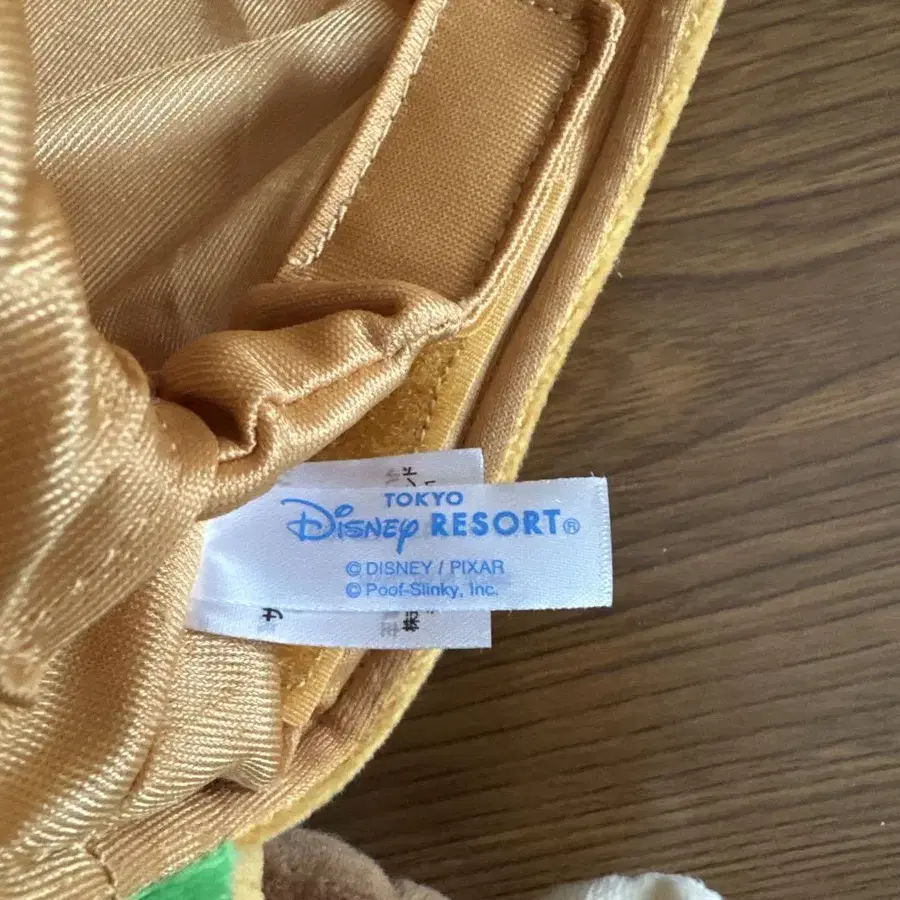 TOKYO
Disney RESORT®
© DISNEY / PIXAR
© Poof-Slinky, Inc.